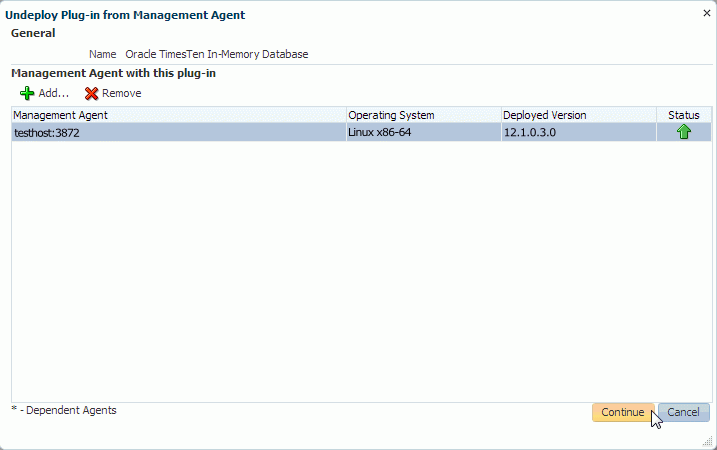 Undeploy Plug-in from Management Agent
General
Name Oracle TimesTen In-Memory Database
Management Agent with this plug-in
Add... Remove
Management Agent Operating System Deployed Version Status
testhost:3872 Linux x86-64 12.1.0.3.0
* - Dependent Agents
Continue Cancel